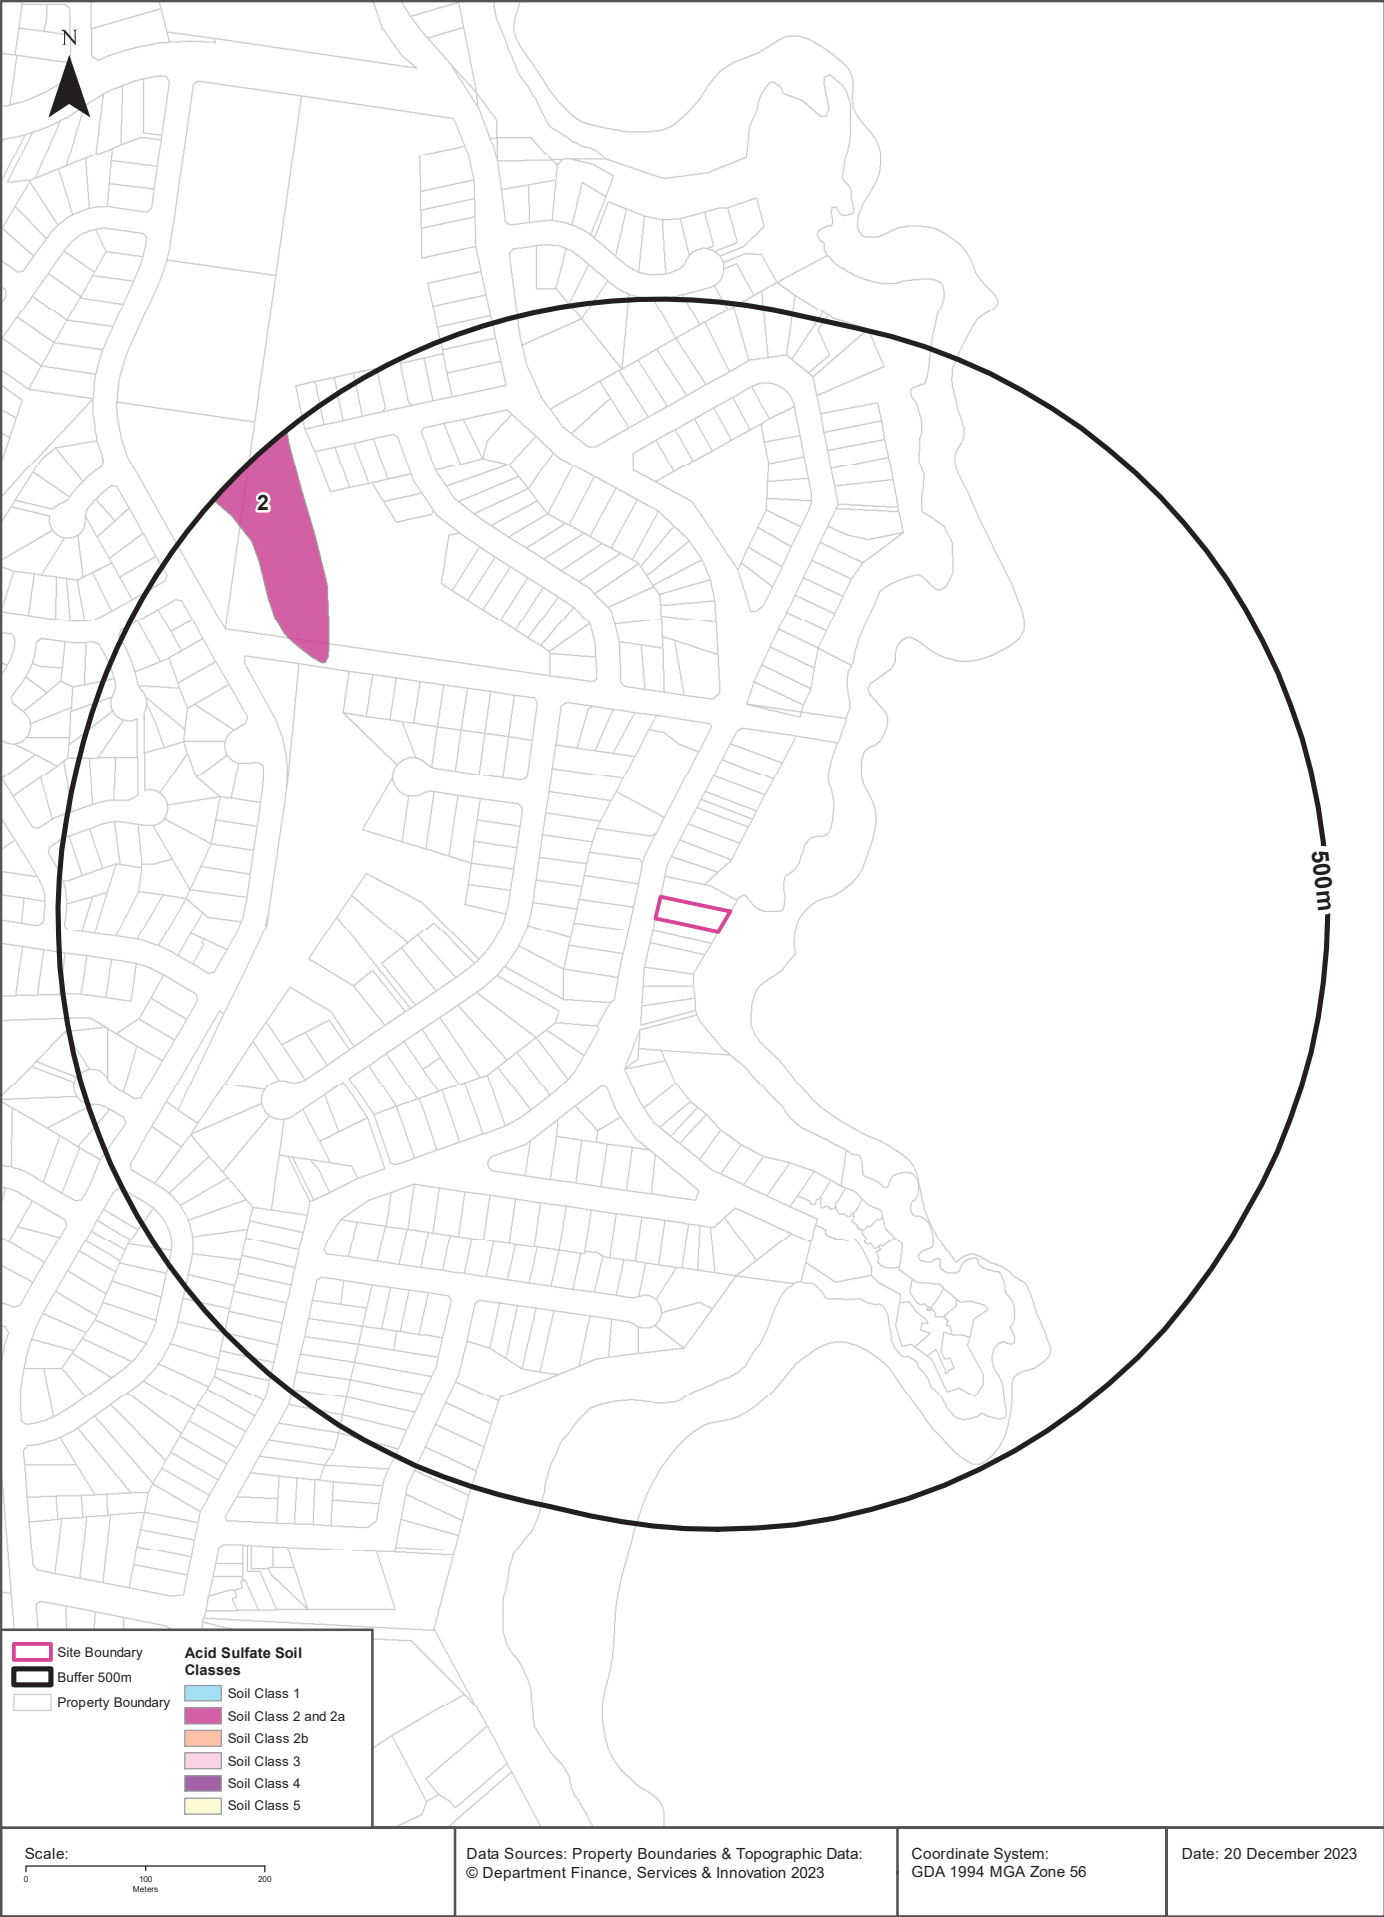 N
2
500m
Site Boundary
Buffer 500m
Property Boundary
Acid Sulfate Soil
Classes
Soil Class 1
Soil Class 2 and 2a
Soil Class 2b
Soil Class 3
Soil Class 4
Soil Class 5
Scale:
0 100 200
Meters
Data Sources: Property Boundaries & Topographic Data:
© Department Finance, Services & Innovation 2023
Coordinate System:
GDA 1994 MGA Zone 56
Date: 20 December 2023